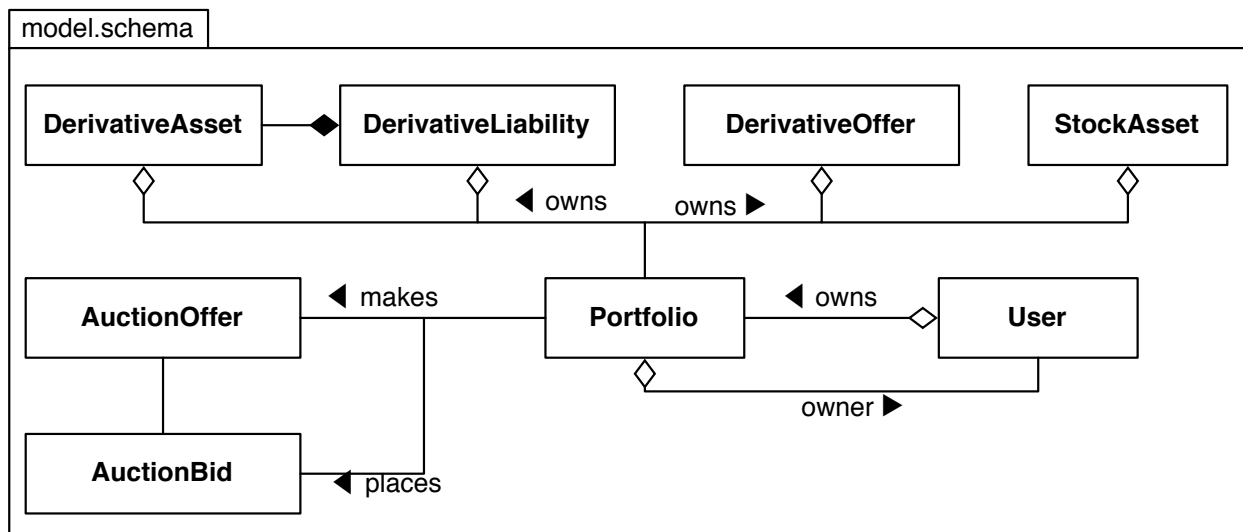 model.schema
DerivativeAsset
DerivativeLiability
DerivativeOffer
StockAsset
◀ owns
owns ▶
AuctionOffer
◀ makes
Portfolio
◀ owns
User
owner ▶
AuctionBid
◀ places